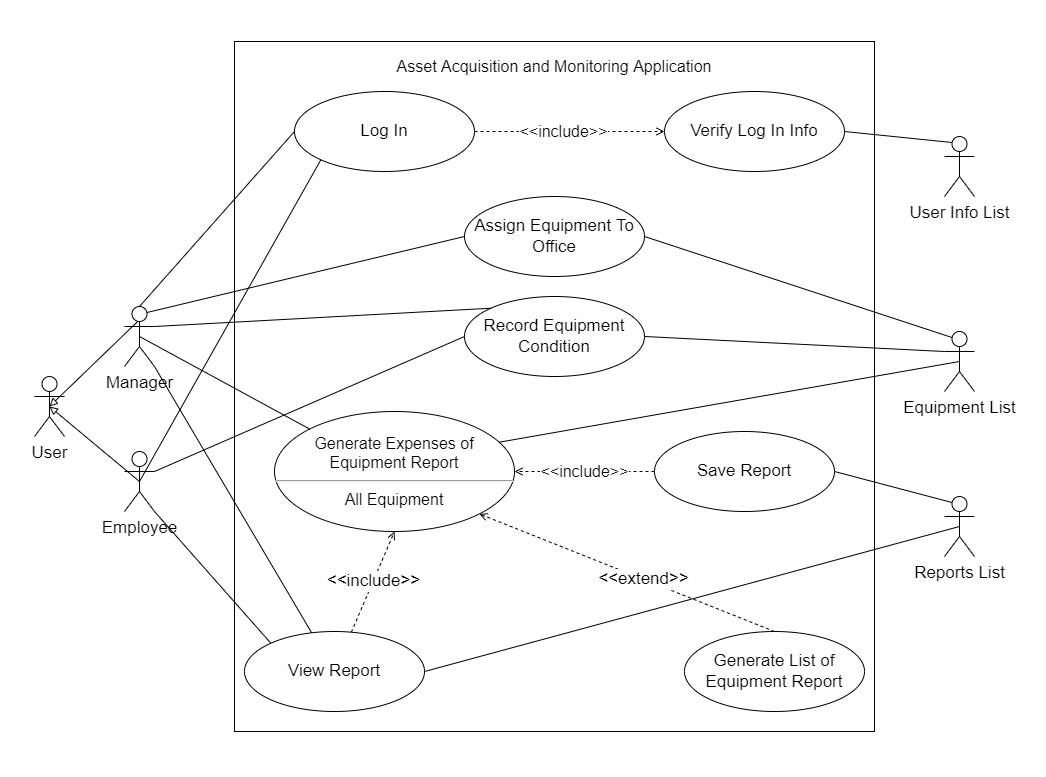 Asset Acquisition and Monitoring Application
Log In
<<include>>
Verify Log In Info
User Info List
Assign Equipment To
Office
Record Equipment
Condition
Manager
User
Equipment List
Generate Expenses of
Equipment Report
All Equipment
<<include>>
Save Report
Employee
Reports List
<<include>>
<<extend>>
View Report
Generate List of
Equipment Report